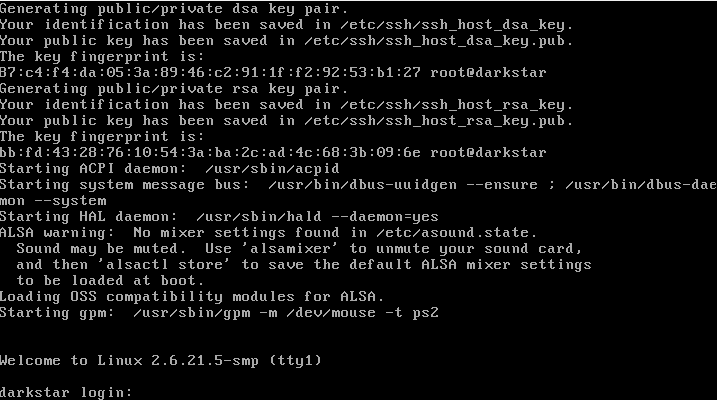 Generating public/private dsa key pair.
Your identification has been saved in /etc/ssh/ssh_host_dsa_key.
Your public key has been saved in /etc/ssh/ssh_host_dsa_key.pub.
The key fingerprint is:
87:c4:f4:da:05:3a:89:46:c2:91:1f:f2:92:53:b1:27 root@darkstar
Generating public/private rsa key pair.
Your identification has been saved in /etc/ssh/ssh_host_rsa_key.
Your public key has been saved in /etc/ssh/ssh_host_rsa_key.pub.
The key fingerprint is:
bb:fd:43:28:76:10:54:3a:ba:2c:ad:4c:68:3b:09:6e root@darkstar
Starting ACPI daemon:  /usr/sbin/acpid
Starting system message bus:  /usr/bin/dbus-uuidgen --ensure ; /usr/bin/dbus-dae
mon --system
Starting HAL daemon:  /usr/sbin/hald --daemon=yes
ALSA warning:  No mixer settings found in /etc/asound.state.
  Sound may be muted.  Use 'alsamixer' to unmute your sound card,
  and then 'alsactl store' to save the default ALSA mixer settings
  to be loaded at boot.
Loading OSS compatibility modules for ALSA.
Starting gpm:  /usr/sbin/gpm -m /dev/mouse -t ps2
Welcome to Linux 2.6.21.5-smp (tty1)
darkstar login: